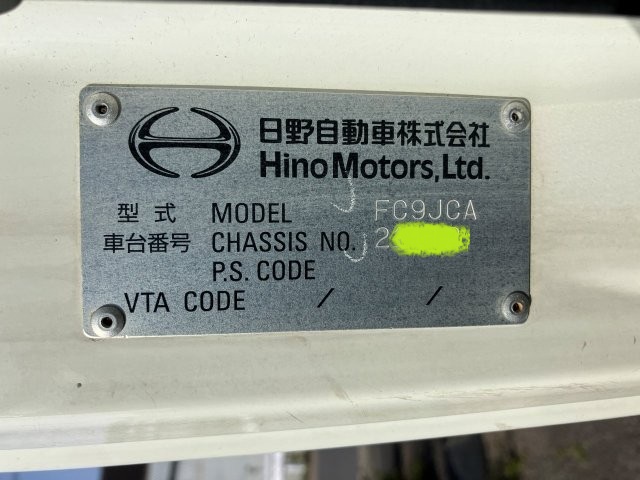 日野自動車株式会社
Hino Motors, Ltd.
型式 MODEL FC9JCA
車台番号 CHASSIS NO. 2
P.S. CODE
VTA CODE / /